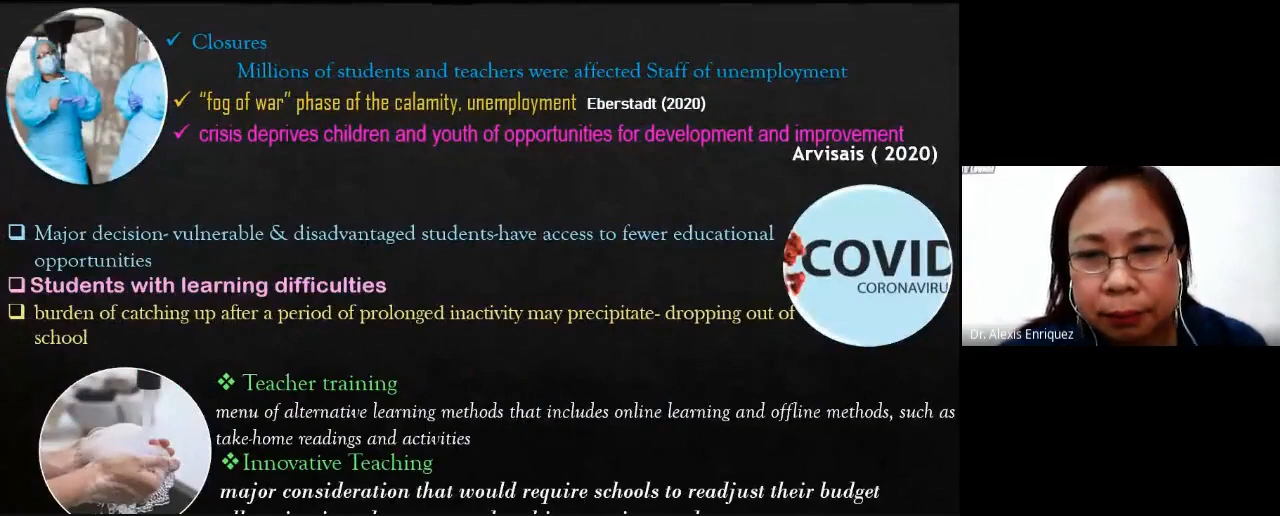 Closures
Millions of students and teachers were affected Staff of unemployment
"fog of war" phase of the calamity, unemployment Eberstadt (2020)
crisis deprives children and youth of opportunities for development and improvement
Arvisais ( 2020)
Major decision- vulnerable & disadvantaged students-have access to fewer educational
opportunities
Students with learning difficulties
burden of catching up after a period of prolonged inactivity may precipitate- dropping out of
school
COVID
CORONAVIRU
Dr. Alexis Enriquez
Teacher training
menu of alternative learning methods that includes online learning and offline methods, such as
take-home readings and activities
Innovative Teaching
major consideration that would require schools to readjust their budget